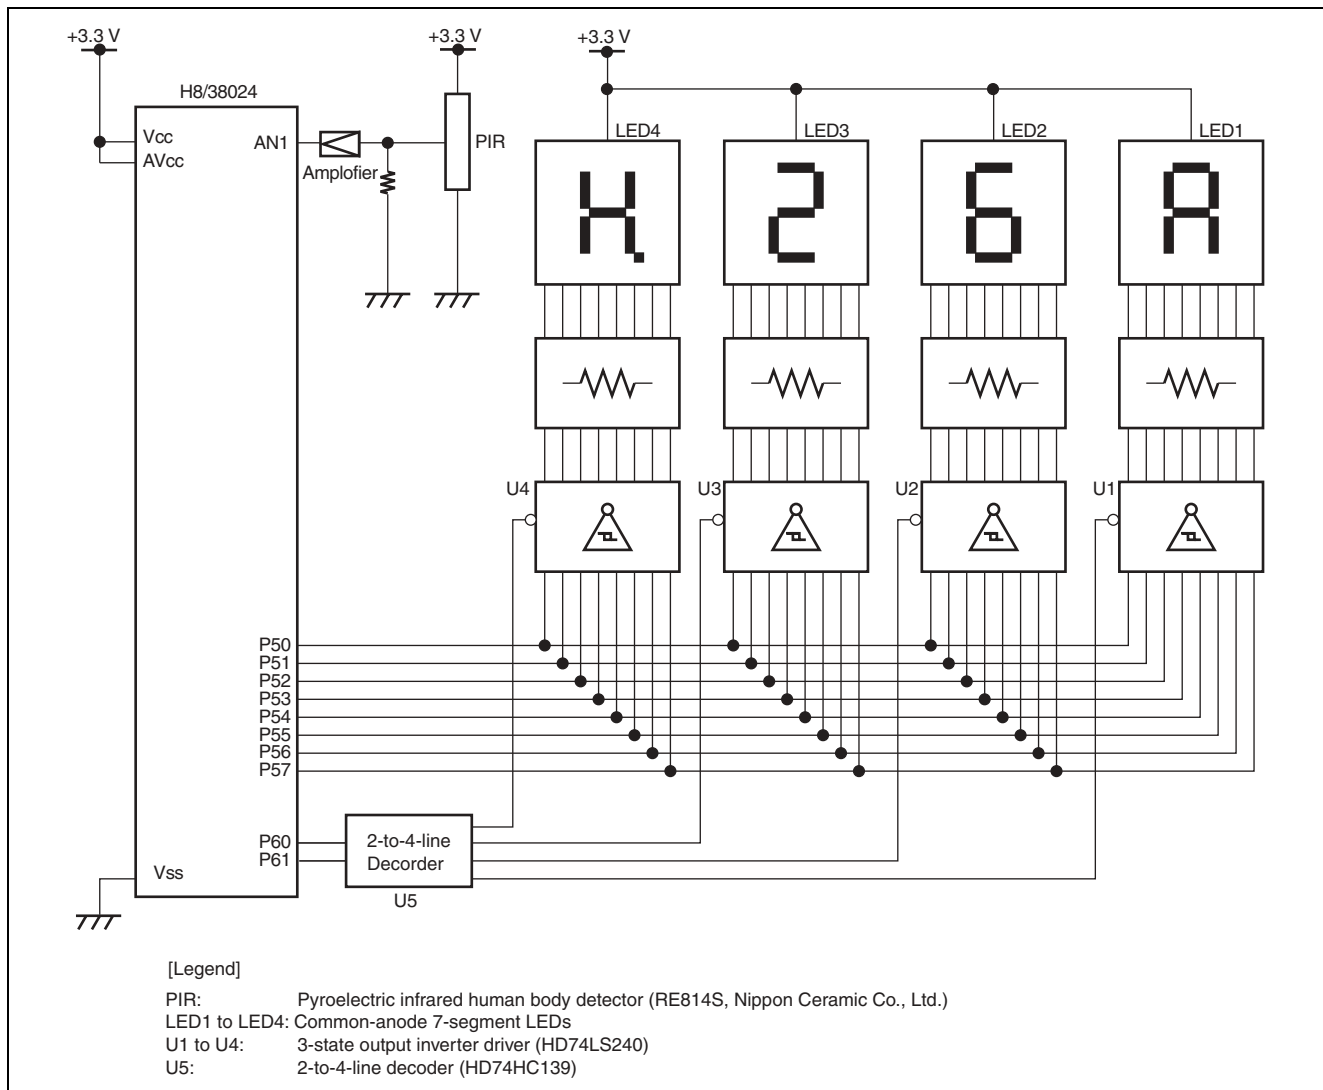 +3.3 V
+3.3 V
+3.3 V
H8/38024
LED4
LED3
LED2
LED1
Vcc
AVcc
AN1
Amplofier
PIR
H.
2
6
A
U4
U3
U2
U1
P50
P51
P52
P53
P54
P55
P56
P57
P60
P61
2-to-4-line
Decorder
U5
Vss
[Legend]
PIR: Pyroelectric infrared human body detector (RE814S, Nippon Ceramic Co., Ltd.)
LED1 to LED4: Common-anode 7-segment LEDs
U1 to U4: 3-state output inverter driver (HD74LS240)
U5: 2-to-4-line decoder (HD74HC139)